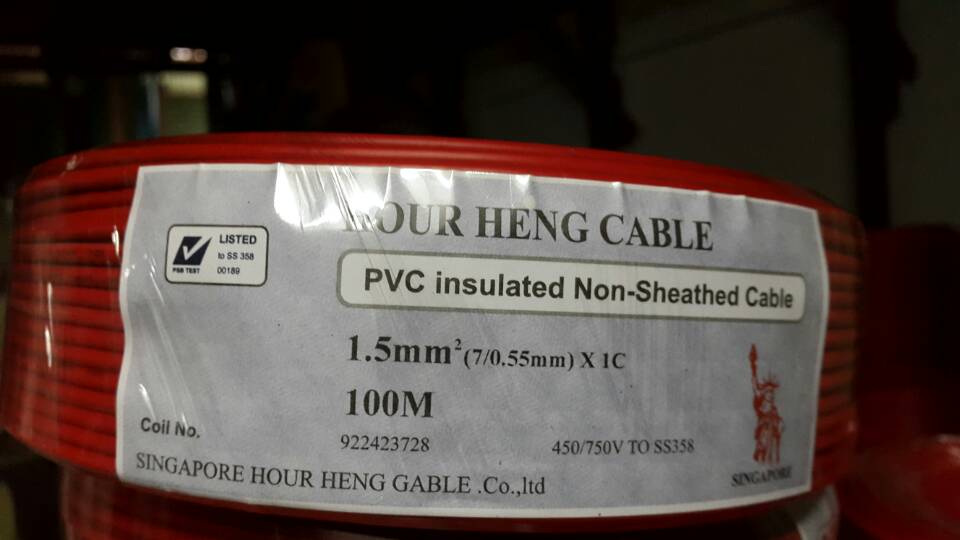 HOUR HENG CABLE
LISTED
to SS 358
PSB TEST
00189
PVC insulated Non-Sheathed Cable
1.5mm² (7/0.55mm) X 1C
100M
Coil No.
922423728
450/750V TO SS358
SINGAPORE HOUR HENG GABLE .Co.,ltd
SINGAPORE